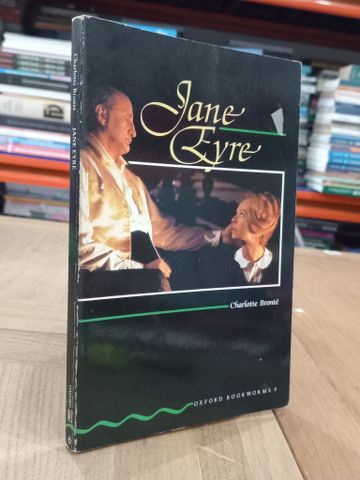 Charlotte Brontë
JANE EYRE
Jane
Eyre
Charlotte Brontë
OXFORD BOOKWORMS 6